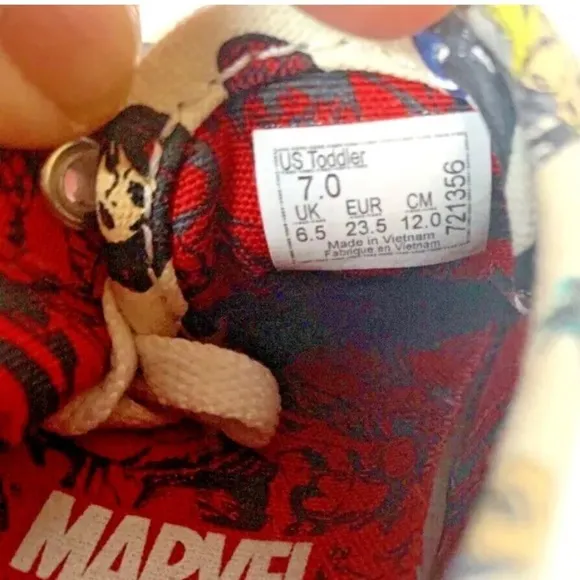 US Toddler
7.0
UK EUR CM
6.5 23.5 12.0
Made in Vietnam
Fabriqué en Vietnam
721356
MARVEL